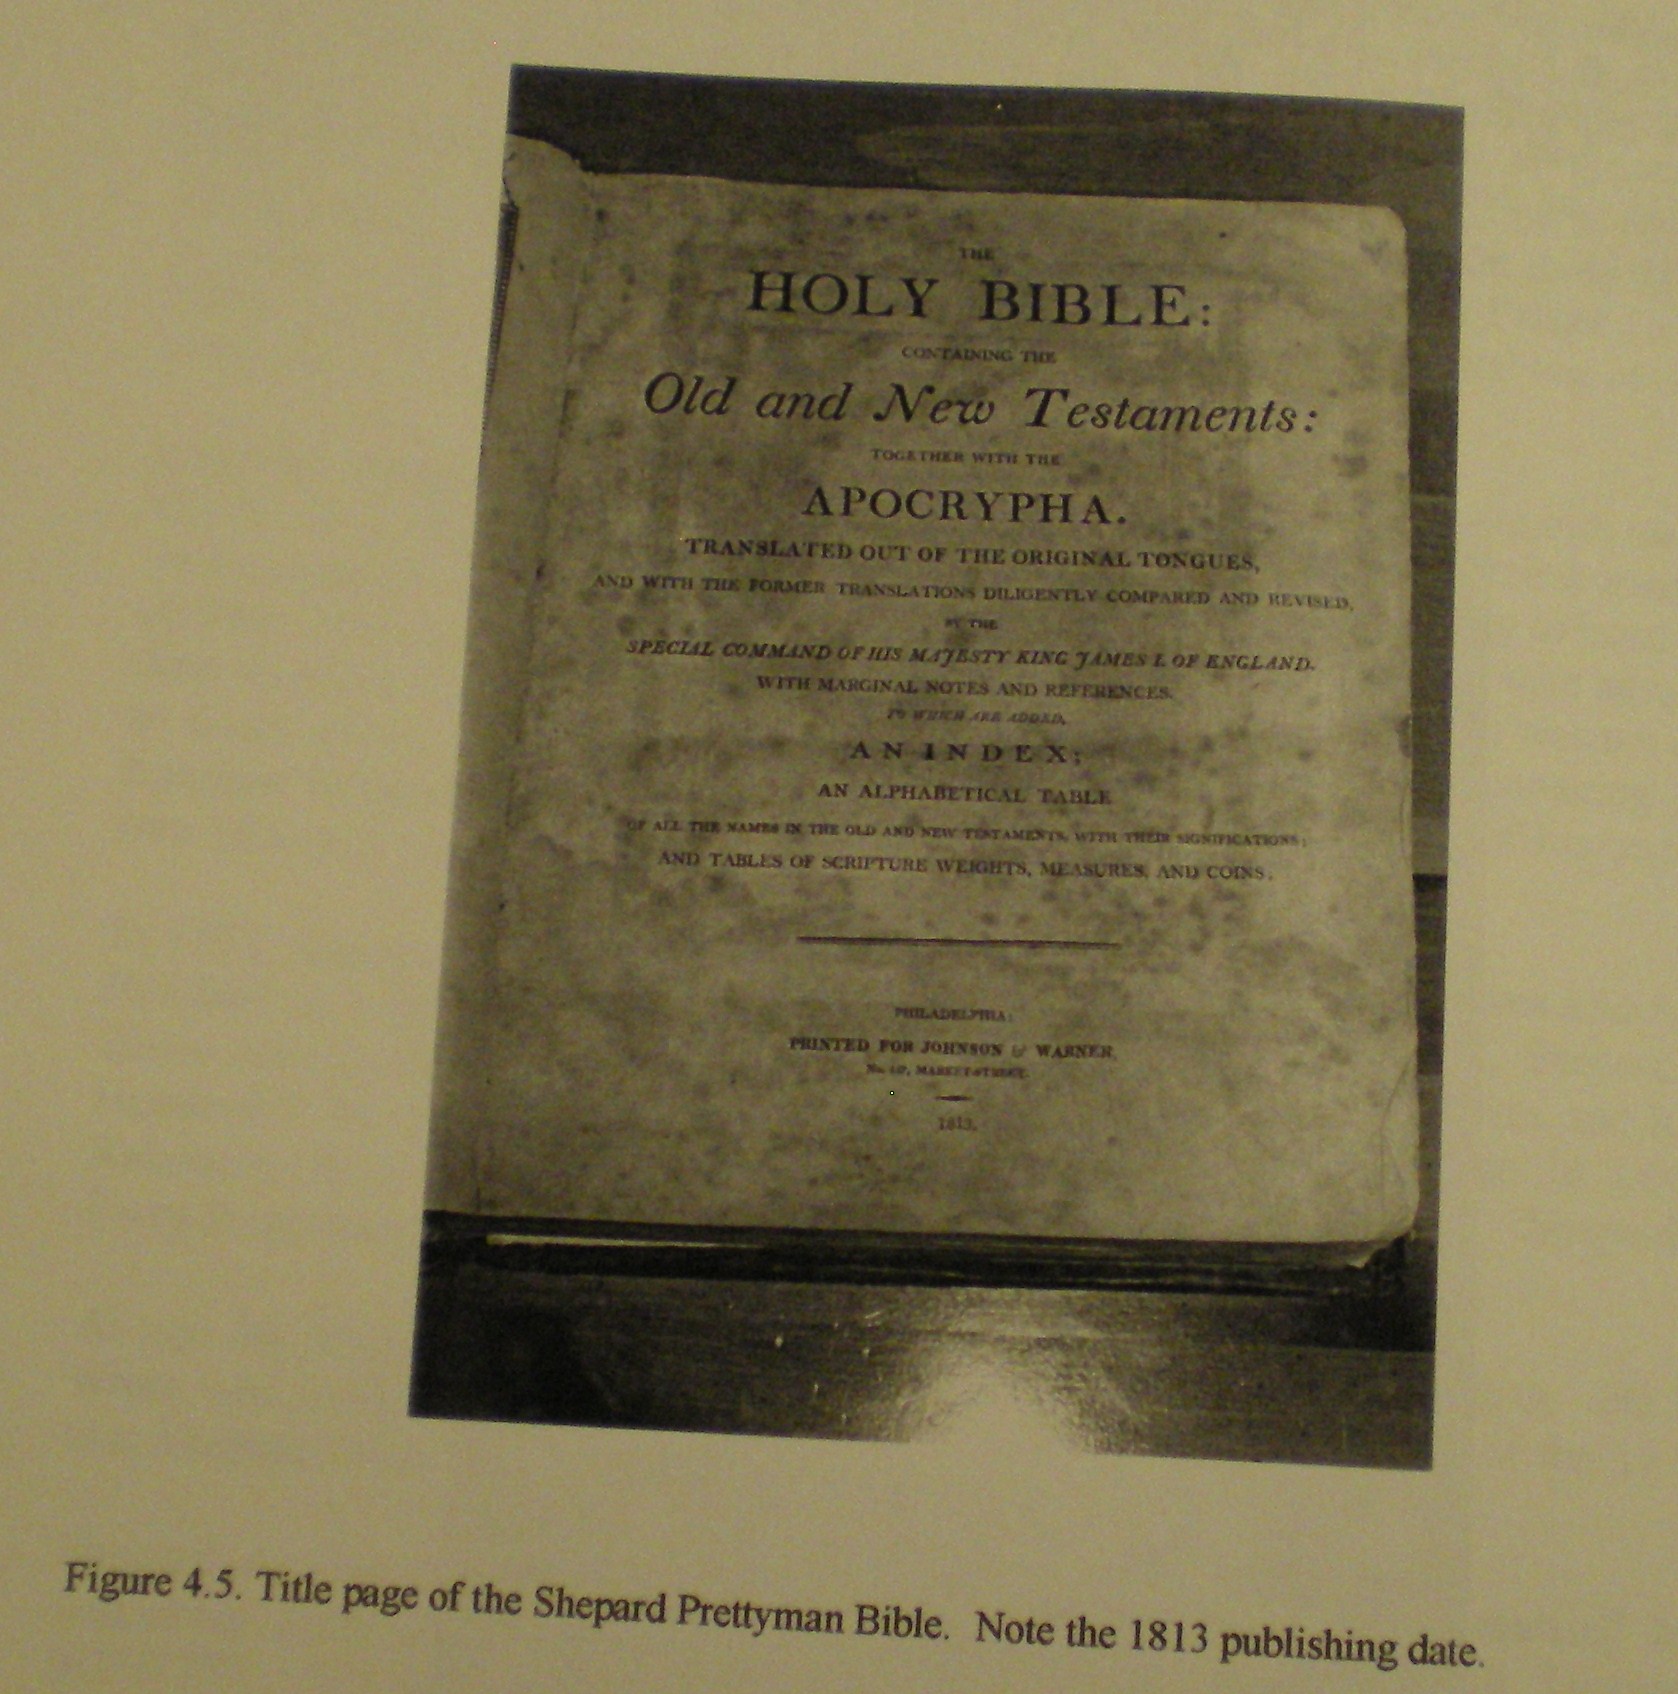 THE
HOLY BIBLE:
CONTAINING THE
Old and New Testaments:
TOGETHER WITH THE
APOCRYPHA.
TRANSLATED OUT OF THE ORIGINAL TONGUES,
AND WITH THE FORMER TRANSLATIONS DILIGENTLY COMPARED AND REVISED,
BY THE
SPECIAL COMMAND OF HIS MAJESTY KING JAMES I. OF ENGLAND.
WITH MARGINAL NOTES AND REFERENCES.
TO WHICH ARE ADDED,
AN INDEX;
AN ALPHABETICAL TABLE
OF ALL THE NAMES IN THE OLD AND NEW TESTAMENTS, WITH THEIR SIGNIFICATIONS;
AND TABLES OF SCRIPTURE WEIGHTS, MEASURES, AND COINS.
PHILADELPHIA:
PRINTED FOR JOHNSON & WARNER,
No. MARKET-STREET.
1813.
Figure 4.5. Title page of the Shepard Prettyman Bible. Note the 1813 publishing date.